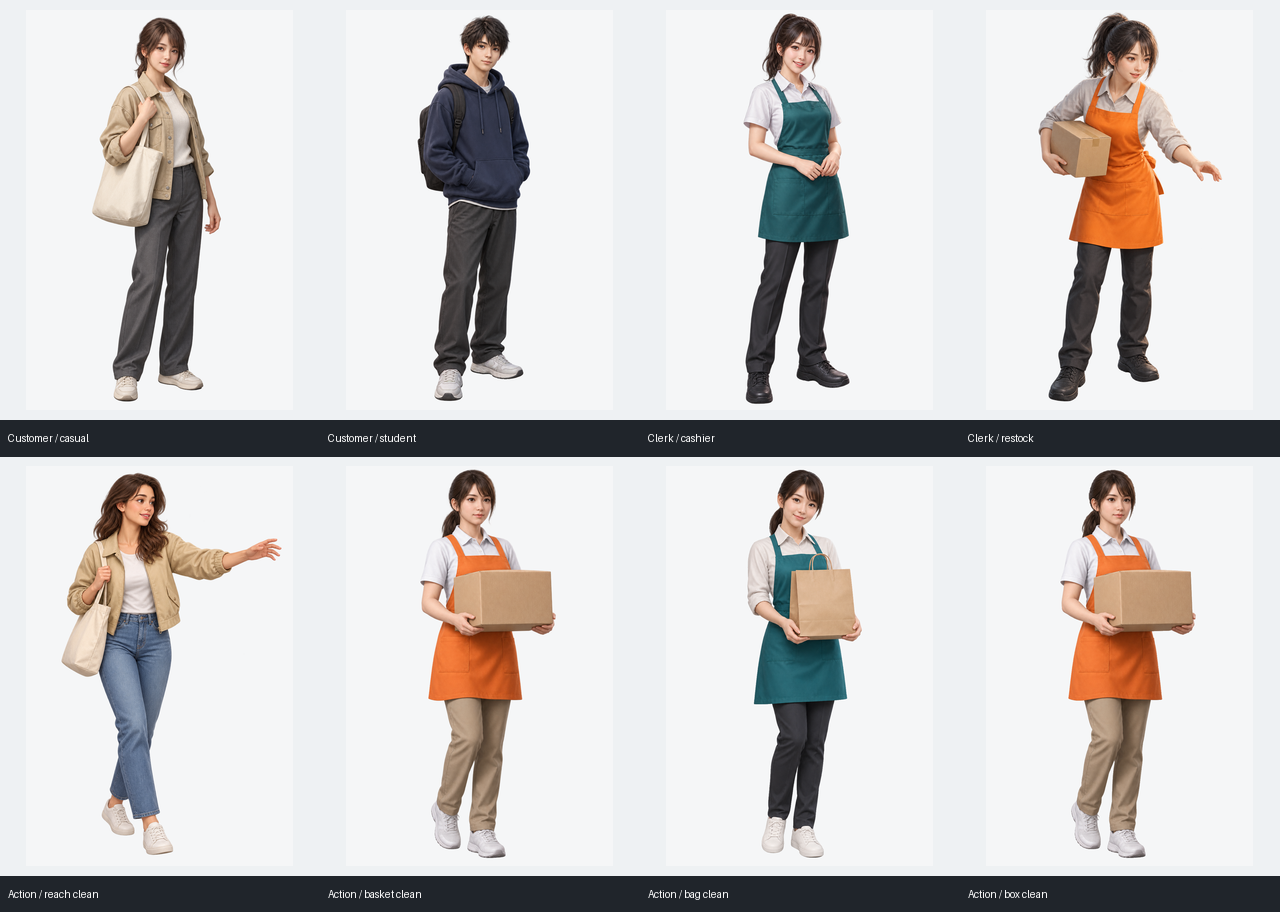 Customer / casual
Customer / student
Clerk / cashier
Clerk / restock
Action / reach clean
Action / basket clean
Action / bag clean
Action / box clean